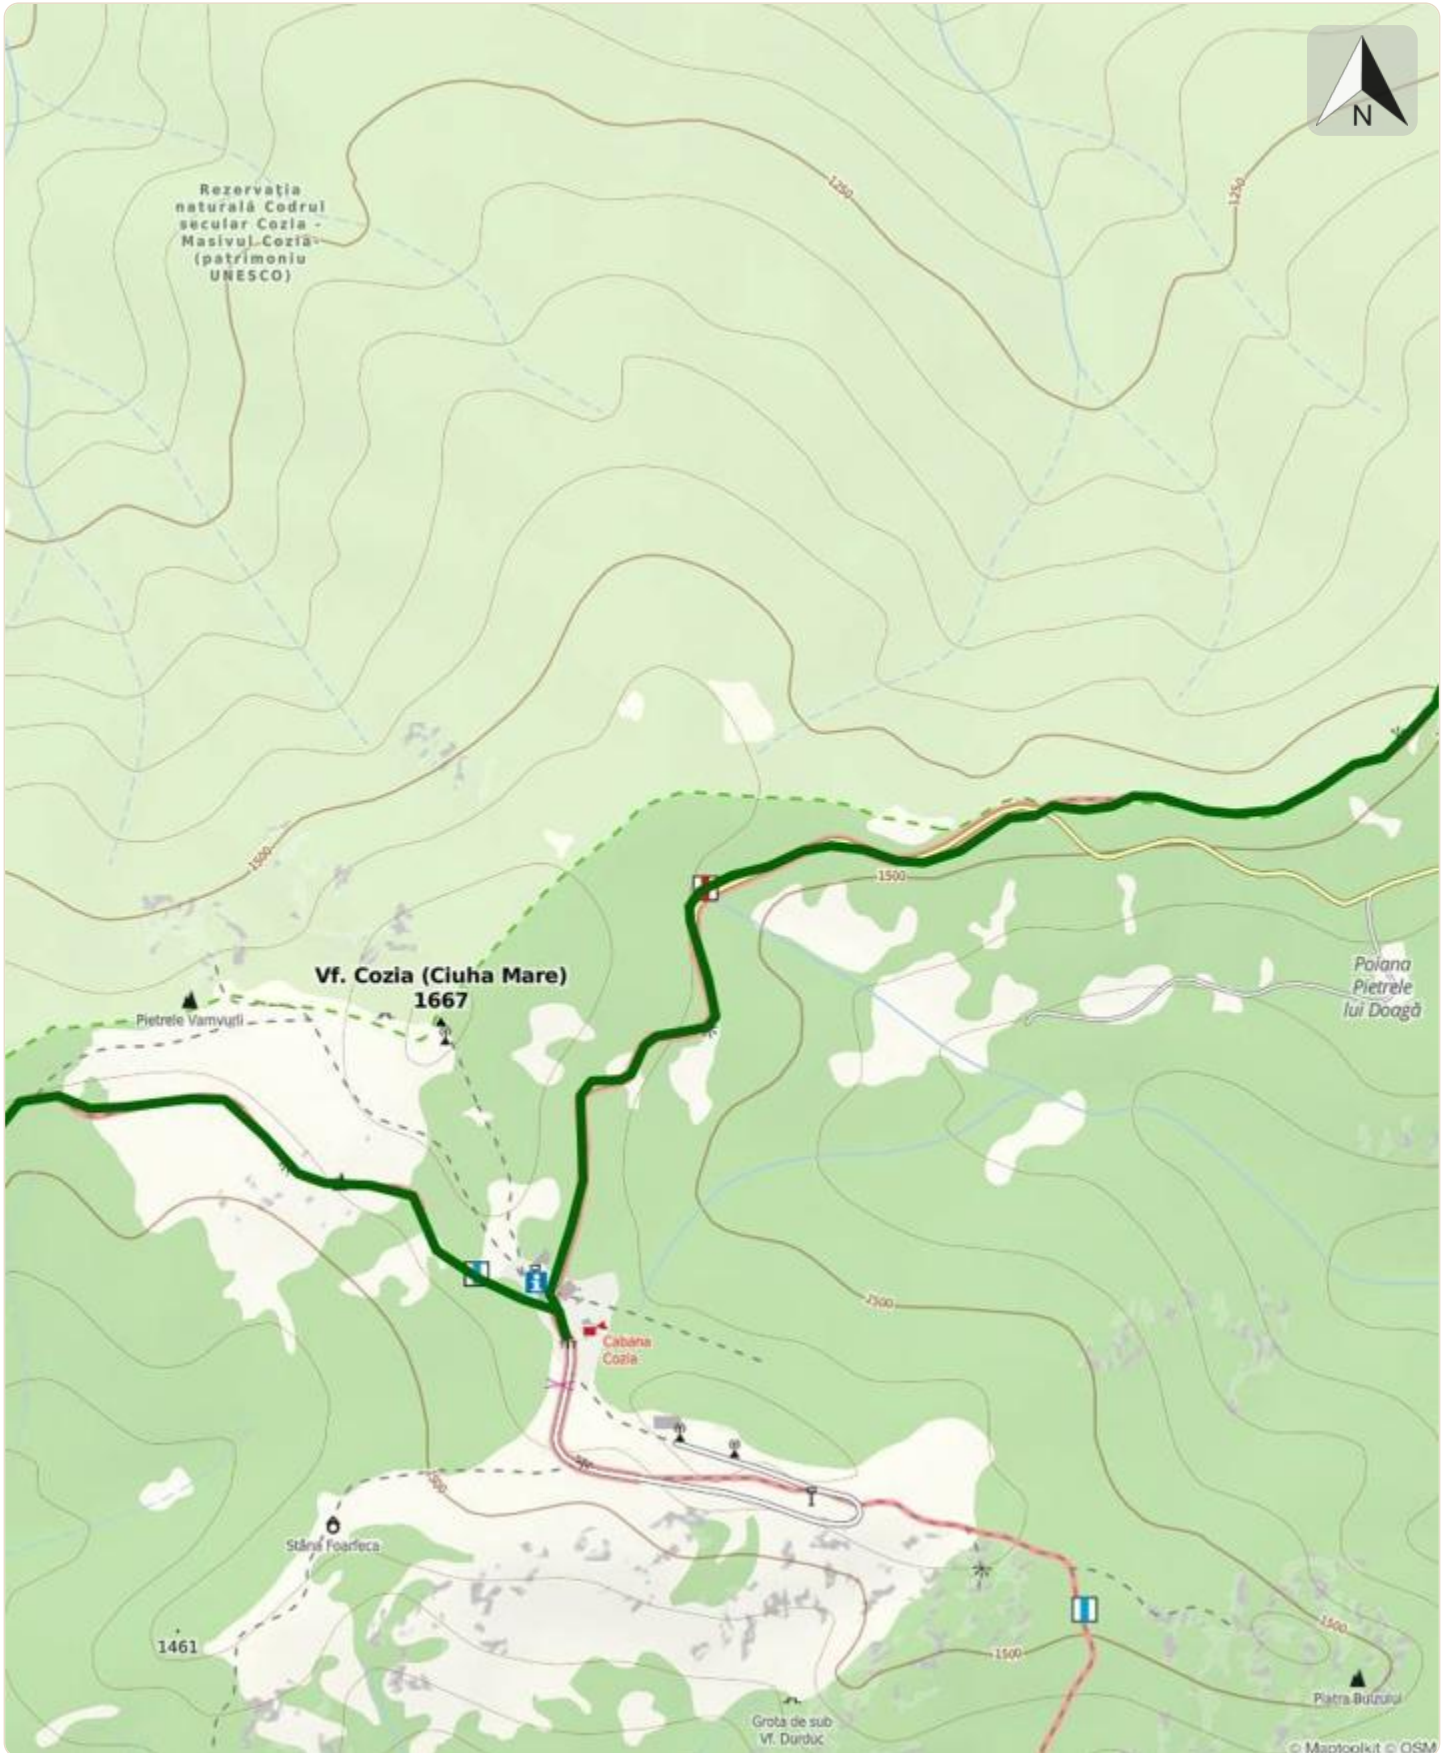 N
1250
1250
Rezervația
naturală Codrul
secular Cozia -
Masivul Cozia-
(patrimoniu
UNESCO)
1500
1500
Vf. Cozia (Ciuha Mare)
1667
Pietrele Vamvurii
Poiana
Pietrele
lui Doagă
i
1500
Cabana
Cozia
1500
Stâna Foarfeca
1461
1500
1500
Piatra Bulzului
Grota de sub
Vf. Durduc
© Maptoolkit © OSM